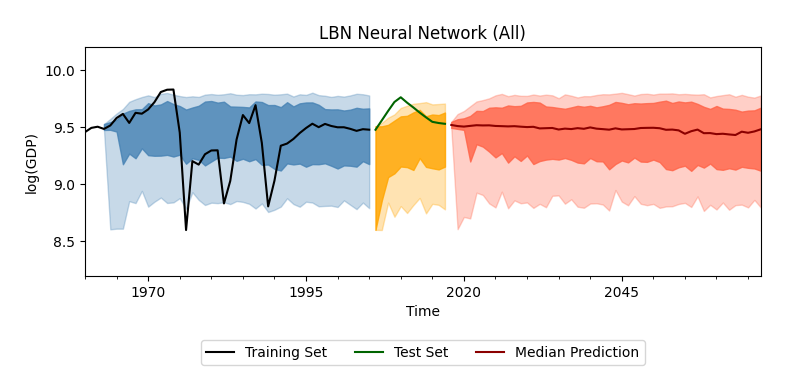 LBN Neural Network (All)
10.0
9.5
9.0
8.5
log(GDP)
1970 1995 2020 2045
Time
Training Set Test Set Median Prediction